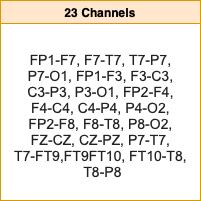 23 Channels
FP1-F7, F7-T7, T7-P7,
P7-O1, FP1-F3, F3-C3,
C3-P3, P3-O1, FP2-F4,
F4-C4, C4-P4, P4-O2,
FP2-F8, F8-T8, P8-O2,
FZ-CZ, CZ-PZ, P7-T7,
T7-FT9,FT9FT10, FT10-T8,
T8-P8